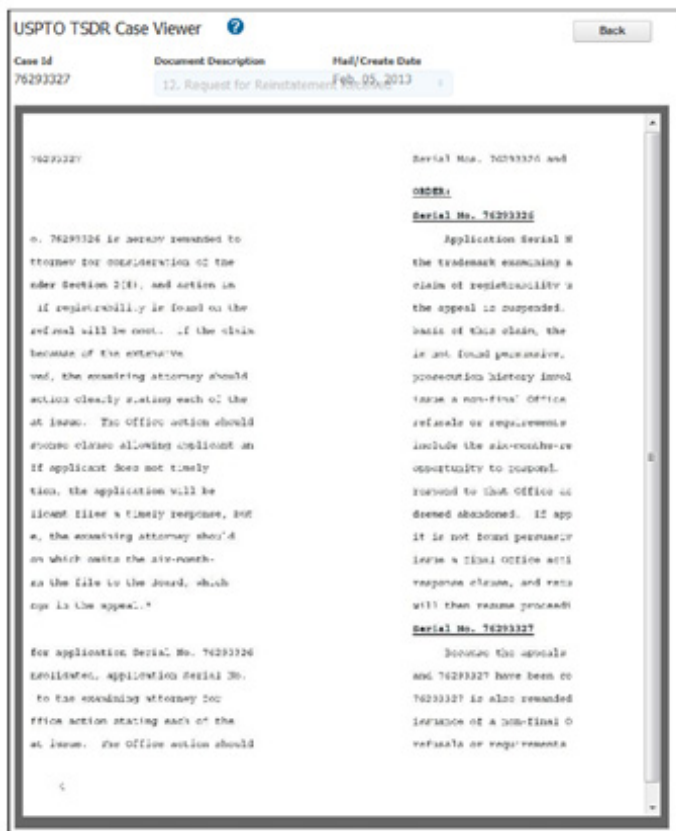 USPTO TSDR Case Viewer ?
Back
Case Id Document Description Mail/Create Date
76293327 12. Request for Reinstatement Received Feb. 05, 2013
76293327
o. 76293326 is hereby remanded to
ttorney for consideration of the
nder Section 2(f), and action in
if registrability is found on the
refusal will be moot. If the claim
because of the extensive
ved, the examining attorney should
action clearly stating each of the
at issue. The Office action should
sponse clause allowing applicant an
If applicant does not timely
tion, the application will be
licant files a timely response, but
e, the examining attorney should
on which omits the six-month-
rn the file to the Board, which
ngs in the appeal.
for application Serial No. 76293326
nsolidated, application Serial No.
to the examining attorney for
ffice action stating each of the
at issue. The Office action should
Serial Nos. 76293326 and
ORDER:
Serial No. 76293326
Application Serial N
the trademark examining a
claim of registrability u
the appeal is suspended.
basis of this claim, the
is not found persuasive,
prosecution history invol
issue a non-final Office
refusals or requirements
include the six-months-re
opportunity to respond.
respond to that Office ac
deemed abandoned. If app
it is not found persuasiv
issue a final Office acti
response clause, and retu
will then resume proceedi
Serial No. 76293327
Because the appeals
and 76293327 have been co
76293327 is also remanded
issuance of a non-final O
refusals or requirements